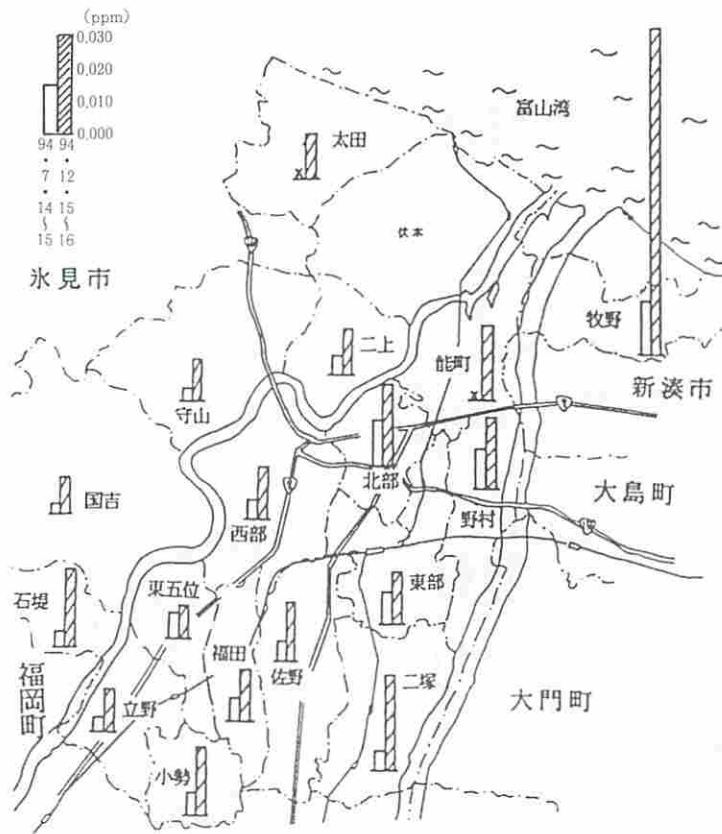 (ppm)
0.030
0.020
0.010
0.000
94 94
・ ・
7 12
・ ・
14 15
〜 〜
15 16
氷見市
富山湾
太田
伏木
牧野
二上
能町
新湊市
守山
北部
国吉
西部
野村
大島町
石堤
東五位
東部
福田
佐野
福岡町
立野
二塚
大門町
小勢